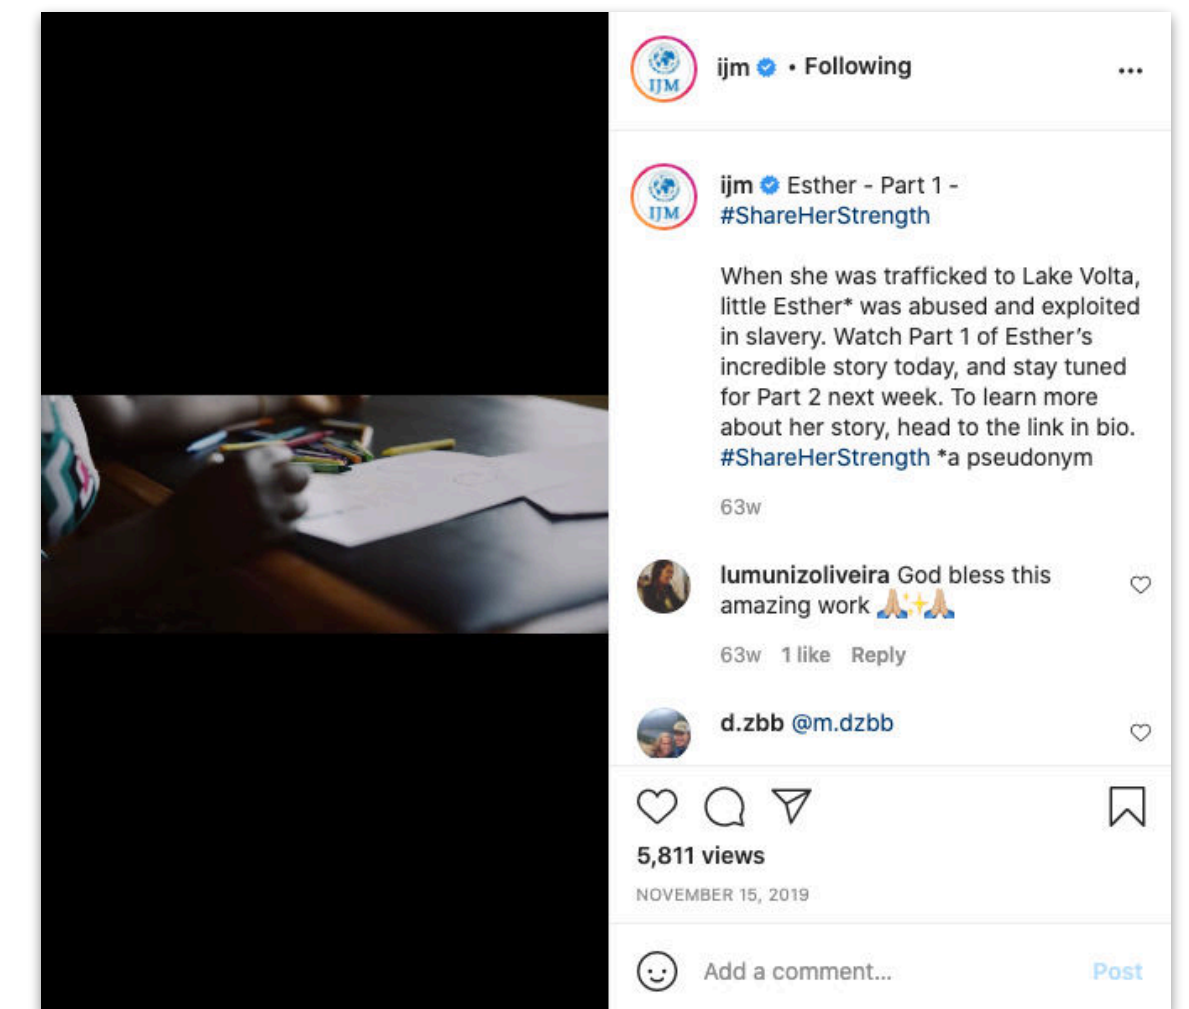 IJM
ijm • Following
IJM
ijm Esther - Part 1 -
#ShareHerStrength
When she was trafficked to Lake Volta,
little Esther* was abused and exploited
in slavery. Watch Part 1 of Esther's
incredible story today, and stay tuned
for Part 2 next week. To learn more
about her story, head to the link in bio.
#ShareHerStrength *a pseudonym
63w
lumunizoliveira God bless this
amazing work 🙏🏼✨🙏🏼
63w 1 like Reply
d.zbb @m.dzbb
5,811 views
NOVEMBER 15, 2019
Add a comment...
Post